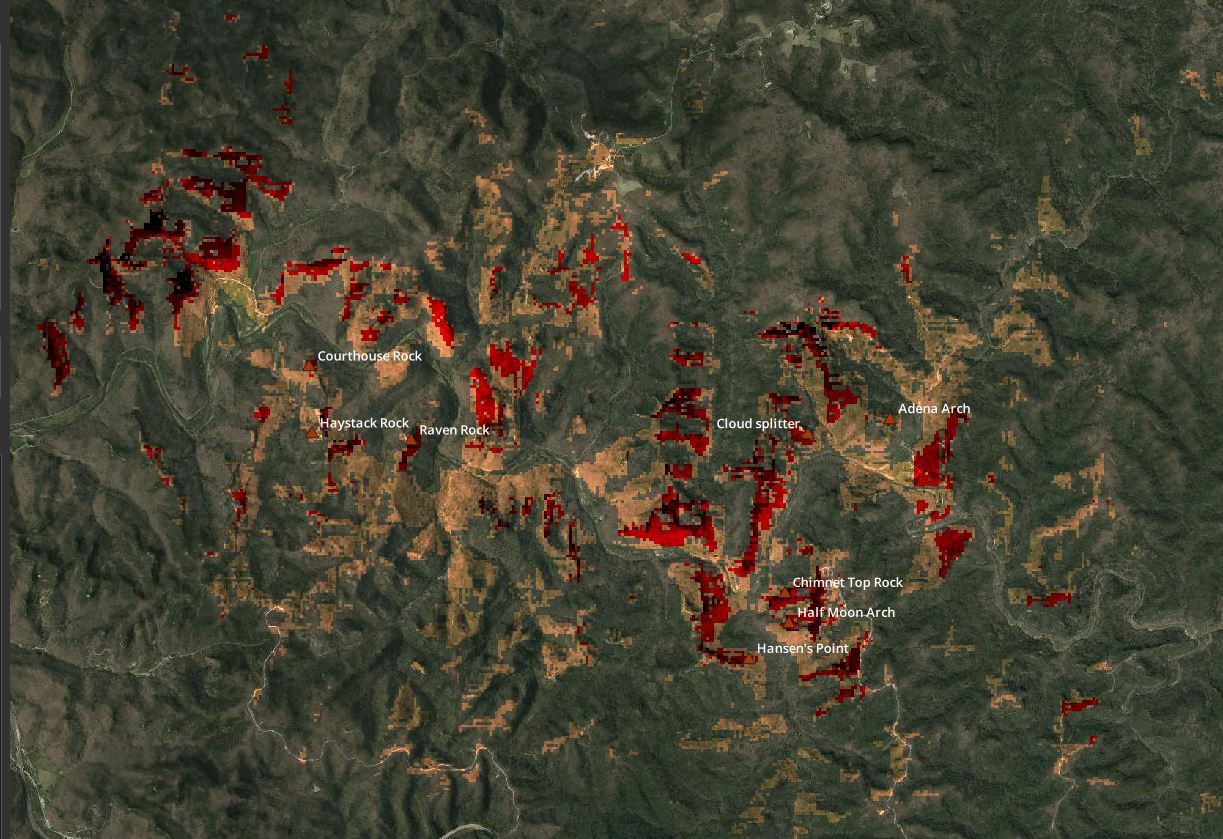 Courthouse Rock
Haystack Rock
Raven Rock
Cloud splitter
Adena Arch
Chimnet Top Rock
Half Moon Arch
Hansen's Point